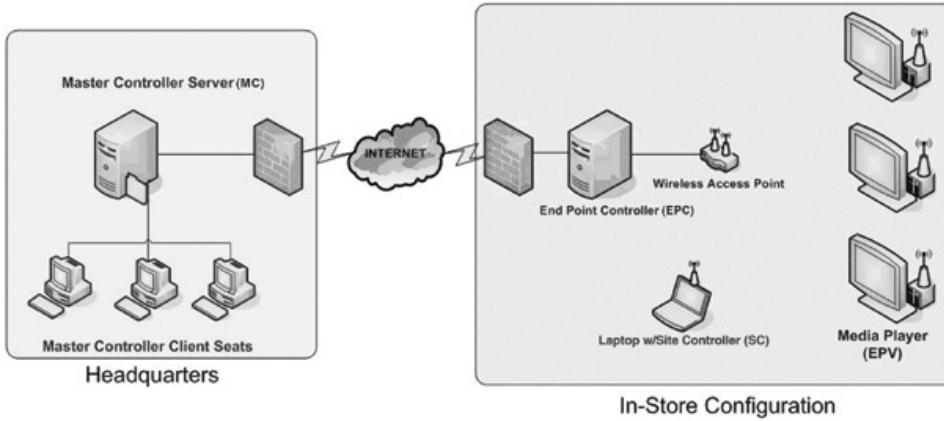 Master Controller Server (MC)
Master Controller Client Seats
Headquarters
INTERNET
Wireless Access Point
End Point Controller (EPC)
Laptop w/Site Controller (SC)
Media Player
(EPV)
In-Store Configuration